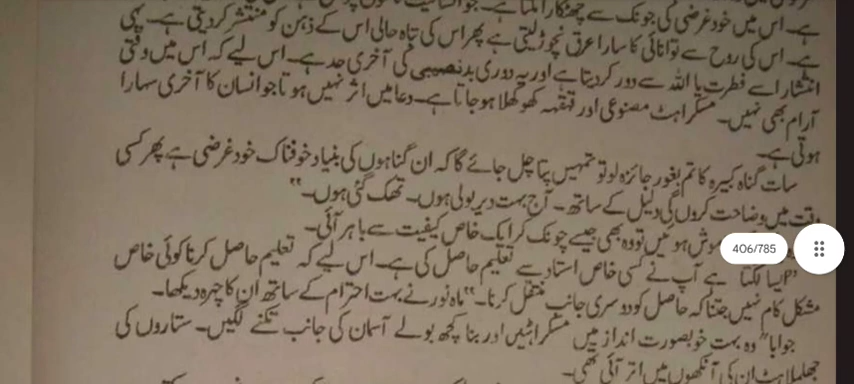 ہے۔ اس میں خودغرضی کی جونک سے چھٹکارا ملتا ہے۔
ہے۔ اس کی روح سے توانائی کا سارا عرق نچوڑ لیتی ہے پھر اس کی تباہ حالی اس کے ذہن کو منتشر کر دیتی ہے۔ یہی
انتشار اسے فطرت یا اللہ سے دور کر دیتا ہے اور یہ دوری بدنصیبی کی آخری حد ہے۔ اس لیے کہ اس میں وقتی
آرام بھی نہیں۔ مسکراہٹ مصنوعی اور قہقہہ کھوکھلا ہو جاتا ہے۔ دعا میں اثر نہیں ہوتا جو انسان کا آخری سہارا
ہوتی ہے۔
سات گناہ کبیرہ کا تم بغور جائزہ لو تو تمہیں پتا چل جائے گا کہ ان گناہوں کی بنیاد خوفناک خودغرضی ہے پھر کسی
وقت میں وضاحت کروں گی دلیل کے ساتھ۔ آج بہت دیر بولی ہوں۔ تھک گئی ہوں۔“
ہوئیں تو وہ بھی جیسے چونک کر ایک خاص کیفیت سے باہر آئی۔
”ایسا لگتا ہے آپ نے کسی خاص استاد سے تعلیم حاصل کی ہے۔ اس لیے کہ تعلیم حاصل کرنا کوئی خاص
مشکل کام نہیں جتنا کہ حاصل کو دوسری جانب منتقل کرنا۔“ ماہ نور نے بہت احترام کے ساتھ ان کا چہرہ دیکھا۔
جواباً وہ بہت خوبصورت انداز میں مسکرائیں اور بنا کچھ بولے آسمان کی جانب تکنے لگیں۔ ستاروں کی
جھلملاہٹ ان کی آنکھوں میں اتر آئی تھی۔
406/785